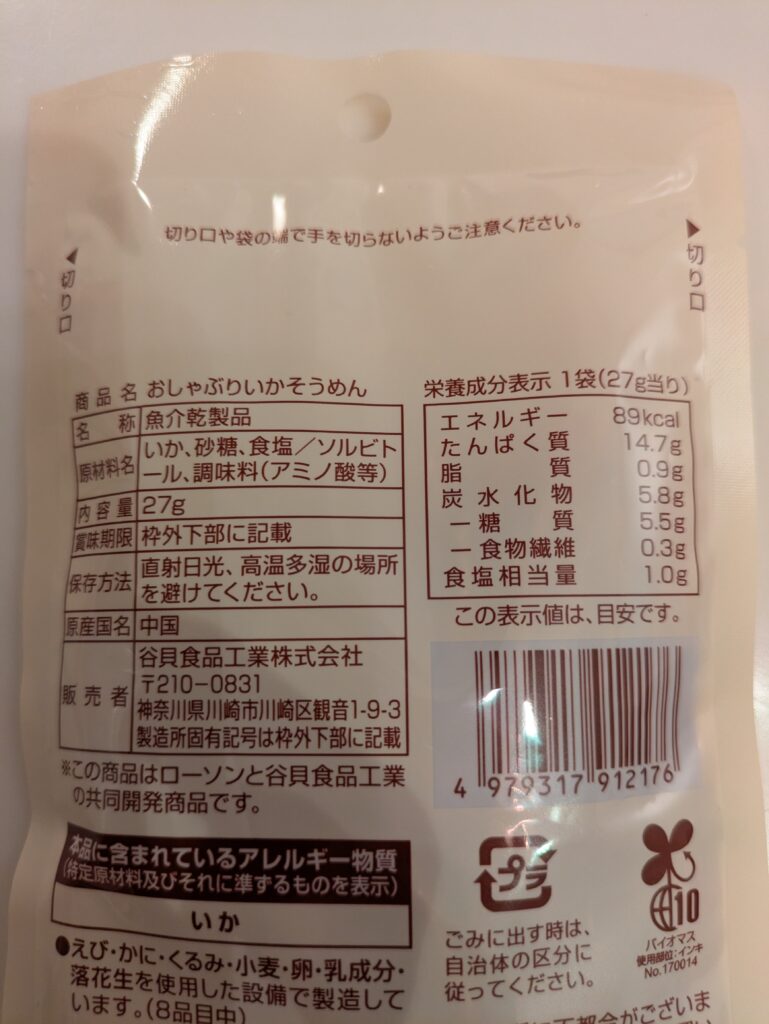 切り口や袋の端で手を切らないようご注意ください。
◀切り口
▶切り口
商品名 おしゃぶりいかそうめん
名称 魚介乾製品
原材料名 いか、砂糖、食塩／ソルビト
ール、調味料(アミノ酸等)
内容量 27g
賞味期限 枠外下部に記載
保存方法 直射日光、高温多湿の場所
を避けてください。
原産国名 中国
販売者 谷貝食品工業株式会社
〒210-0831
神奈川県川崎市川崎区観音1-9-3
製造所固有記号は枠外下部に記載
※この商品はローソンと谷貝食品工業
の共同開発商品です。
本品に含まれているアレルギー物質
(特定原材料及びそれに準ずるものを表示)
いか
●えび・かに・くるみ・小麦・卵・乳成分・
落花生を使用した設備で製造して
います。(8品目中)
栄養成分表示 1袋(27g当り)
エネルギー 89kcal
たんぱく質 14.7g
脂質 0.9g
炭水化物 5.8g
－糖質 5.5g
－食物繊維 0.3g
食塩相当量 1.0g
この表示値は、目安です。
4 979317 912176
プラ
ごみに出す時は、
自治体の区分に
従ってください。
10
バイオマス
使用部位:インキ
No.170014